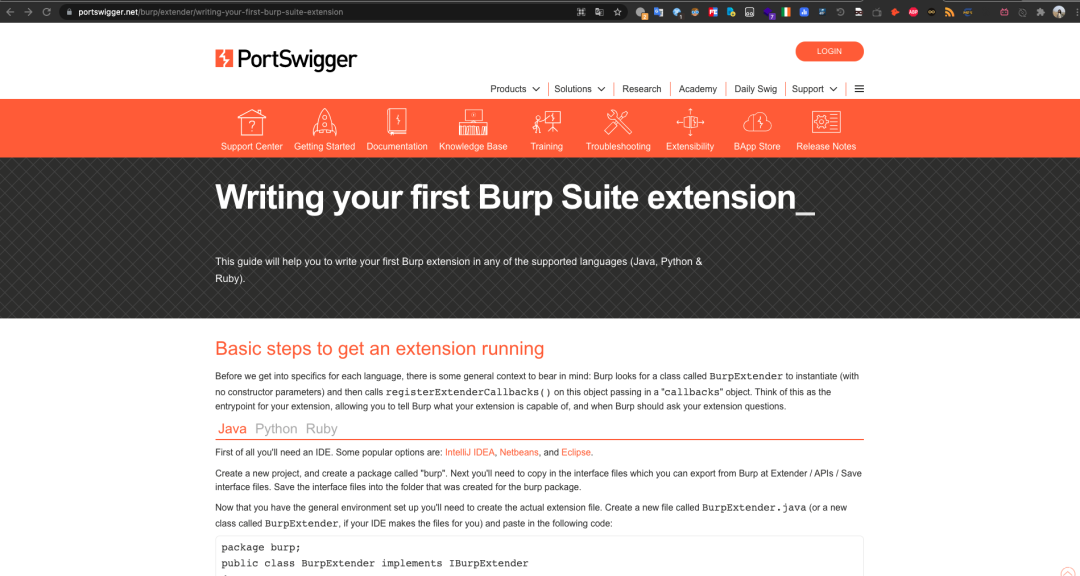 portswigger.net/burp/extender/writing-your-first-burp-suite-extension
PortSwigger
LOGIN
Products Solutions Research Academy Daily Swig Support
Support Center Getting Started Documentation Knowledge Base Training Troubleshooting Extensibility BApp Store Release Notes
Writing your first Burp Suite extension_
This guide will help you to write your first Burp extension in any of the supported languages (Java, Python &
Ruby).
Basic steps to get an extension running
Before we get into specifics for each language, there is some general context to bear in mind: Burp looks for a class called BurpExtender to instantiate (with
no constructor parameters) and then calls registerExtenderCallbacks() on this object passing in a "callbacks" object. Think of this as the
entrypoint for your extension, allowing you to tell Burp what your extension is capable of, and when Burp should ask your extension questions.
Java Python Ruby
First of all you'll need an IDE. Some popular options are: IntelliJ IDEA, Netbeans, and Eclipse.
Create a new project, and create a package called "burp". Next you'll need to copy in the interface files which you can export from Burp at Extender / APIs / Save
interface files. Save the interface files into the folder that was created for the burp package.
Now that you have the general environment set up you'll need to create the actual extension file. Create a new file called BurpExtender.java (or a new
class called BurpExtender, if your IDE makes the files for you) and paste in the following code:
package burp;
public class BurpExtender implements IBurpExtender